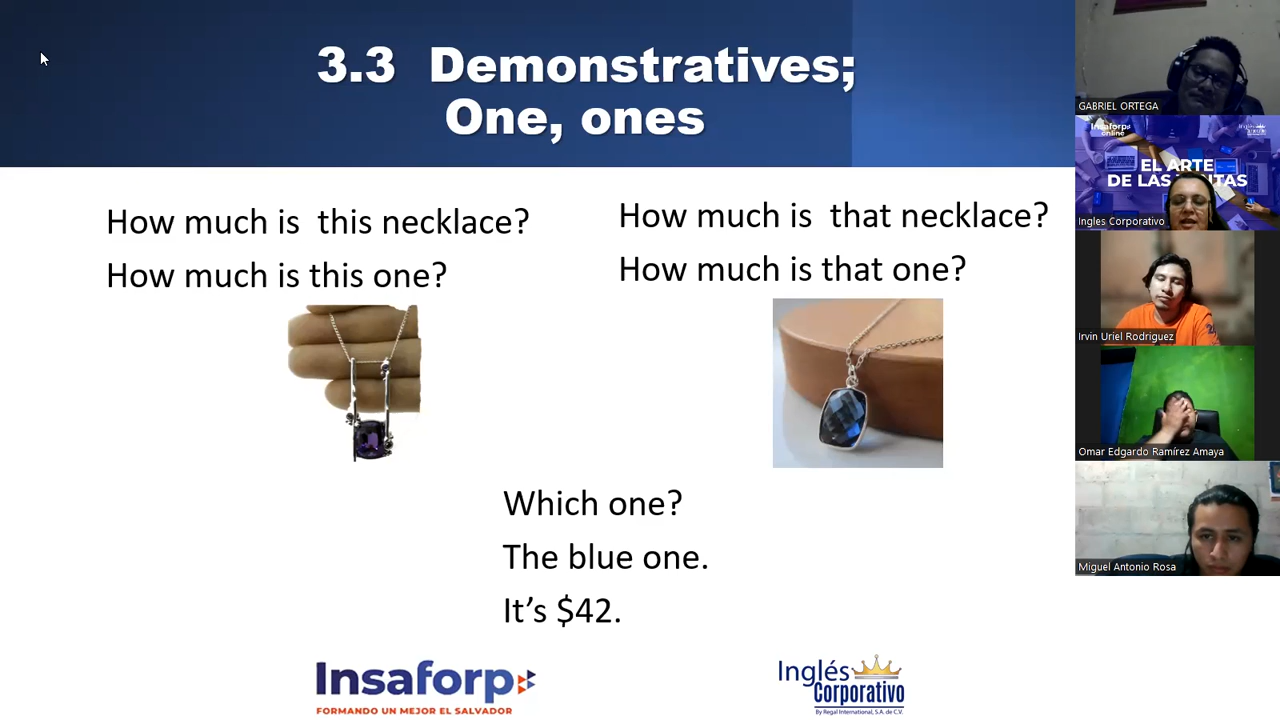 3.3 Demonstratives;
One, ones
How much is this necklace?
How much is this one?
How much is that necklace?
How much is that one?
Which one?
The blue one.
It's $42.
Insaforp
FORMANDO UN MEJOR EL SALVADOR
Inglés
Corporativo
By Regal International, S.A. de C.V.
GABRIEL ORTEGA
Insaforp
online
EL ARTE
DE LAS
Ingles Corporativo
Irvin Uriel Rodriguez
Omar Edgardo Ramírez Amaya
Miguel Antonio Rosa